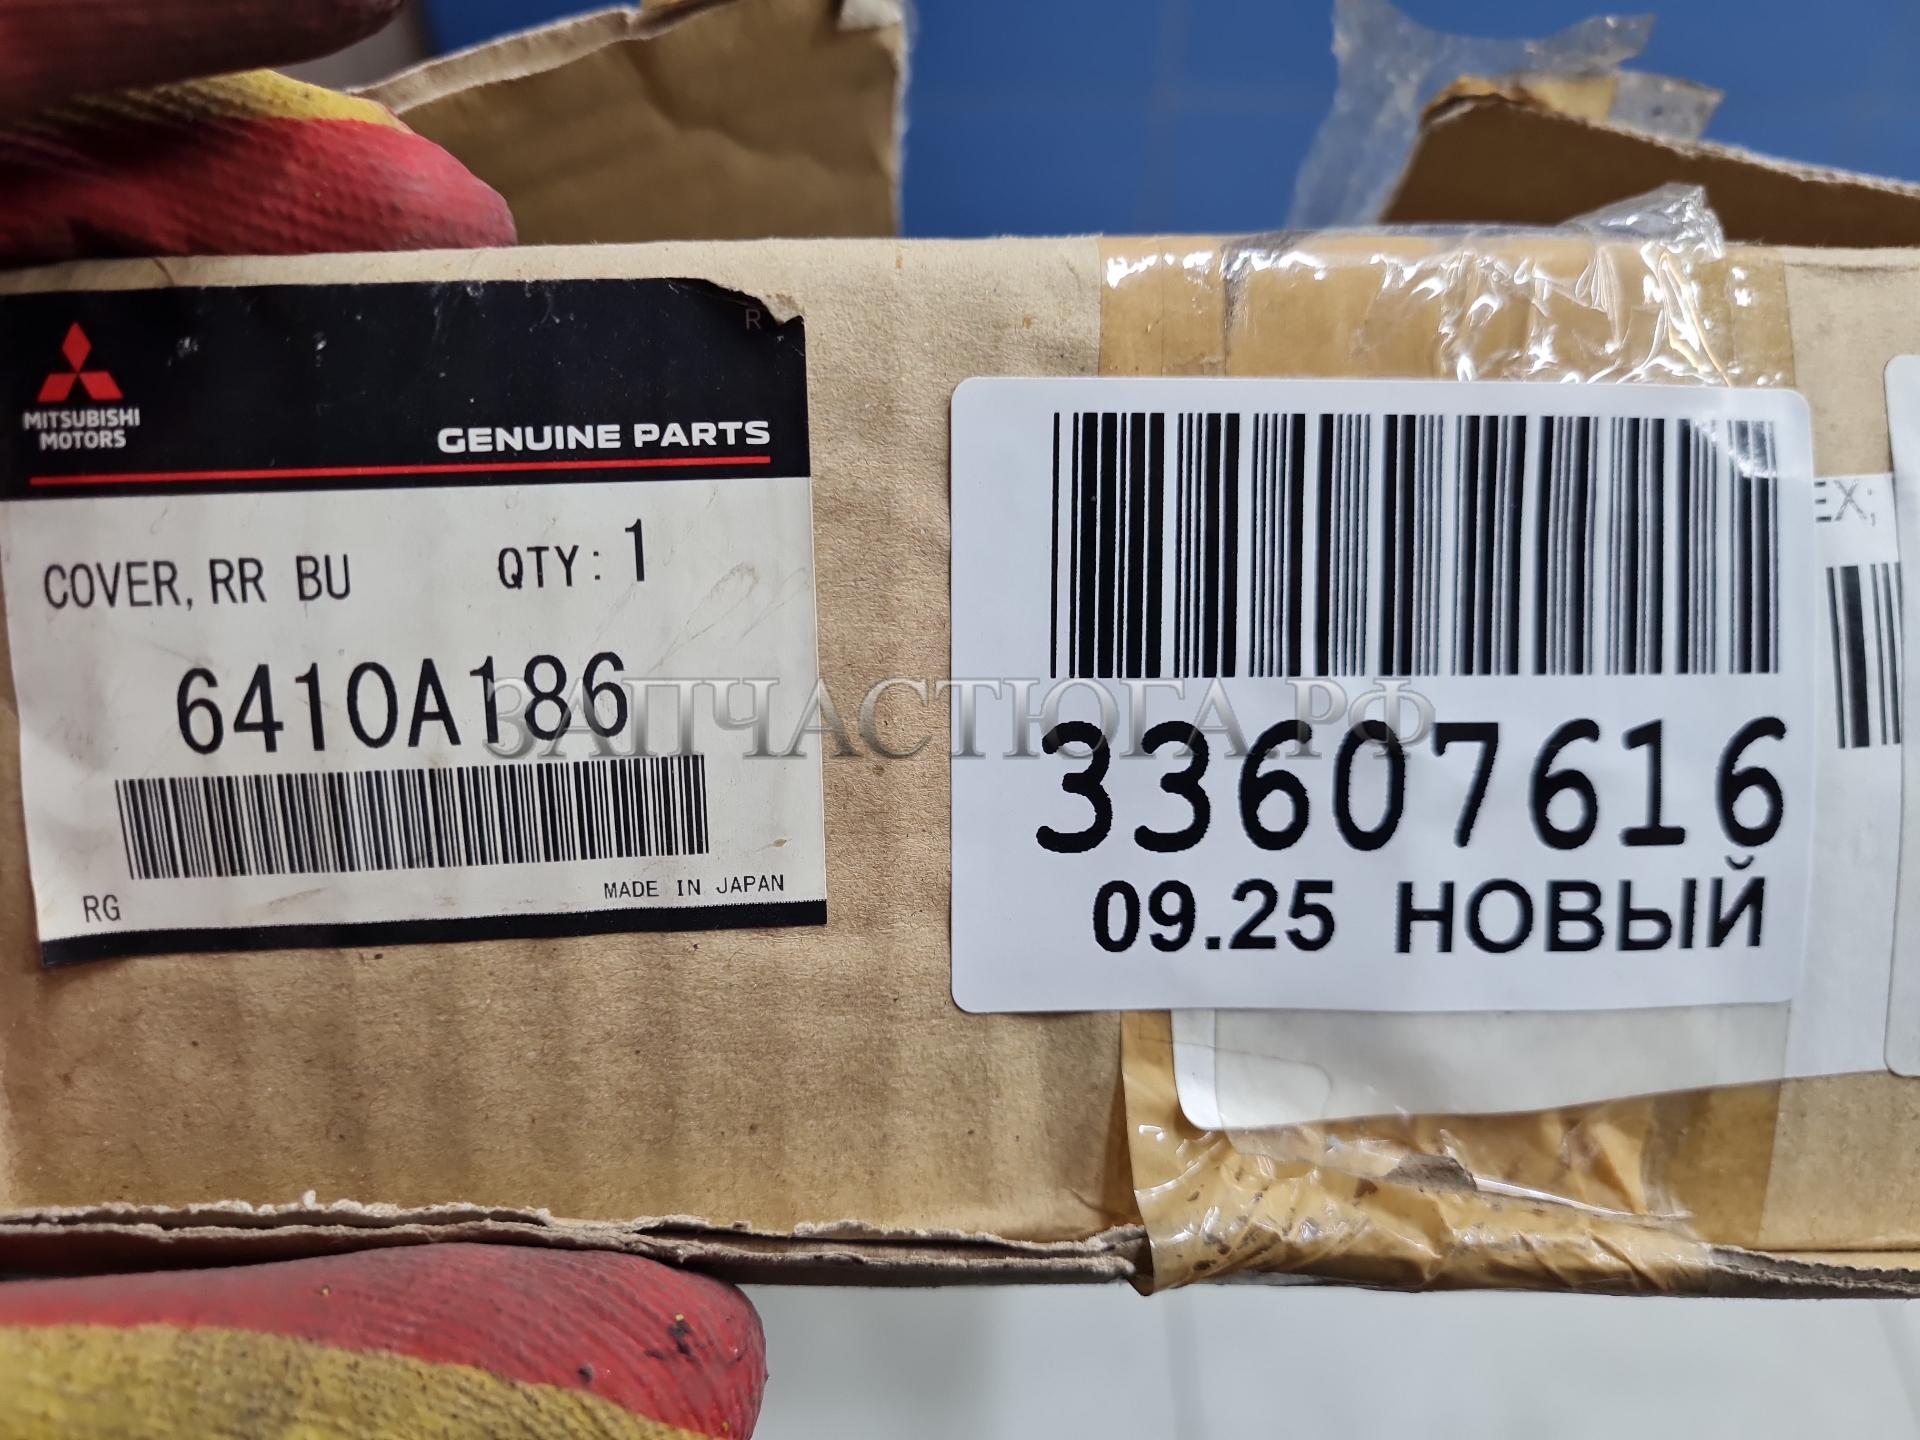 R
MITSUBISHI
MOTORS
GENUINE PARTS
COVER, RR BU QTY: 1
6410A186
RG
MADE IN JAPAN
ЗАПЧАСТЮГА.РФ
33607616
09.25 НОВЫЙ
EX;